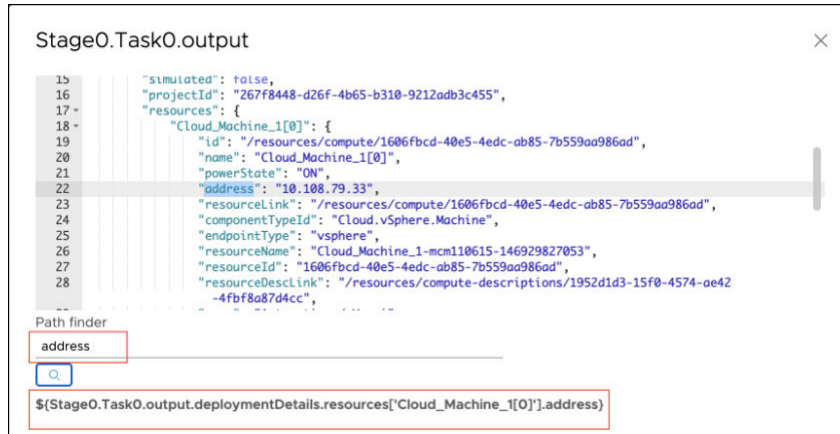 Stage0.Task0.output
15 "simulated": false,
16 "projectId": "267f8448-d26f-4b65-b310-9212adb3c455",
17 "resources": {
18 "Cloud_Machine_1[0]": {
19 "id": "/resources/compute/1606fbcd-40e5-4edc-ab85-7b559aa986ad",
20 "name": "Cloud_Machine_1[0]",
21 "powerState": "ON",
22 "address": "10.108.79.33",
23 "resourceLink": "/resources/compute/1606fbcd-40e5-4edc-ab85-7b559aa986ad",
24 "componentTypeId": "Cloud.vSphere.Machine",
25 "endpointType": "vsphere",
26 "resourceName": "Cloud_Machine_1-mcm110615-146929827053",
27 "resourceId": "1606fbcd-40e5-4edc-ab85-7b559aa986ad",
28 "resourceDescLink": "/resources/compute-descriptions/1952d1d3-15f0-4574-ae42
-4fbf8a87d4cc",
Path finder
address
${Stage0.Task0.output.deploymentDetails.resources['Cloud_Machine_1[0]'].address}